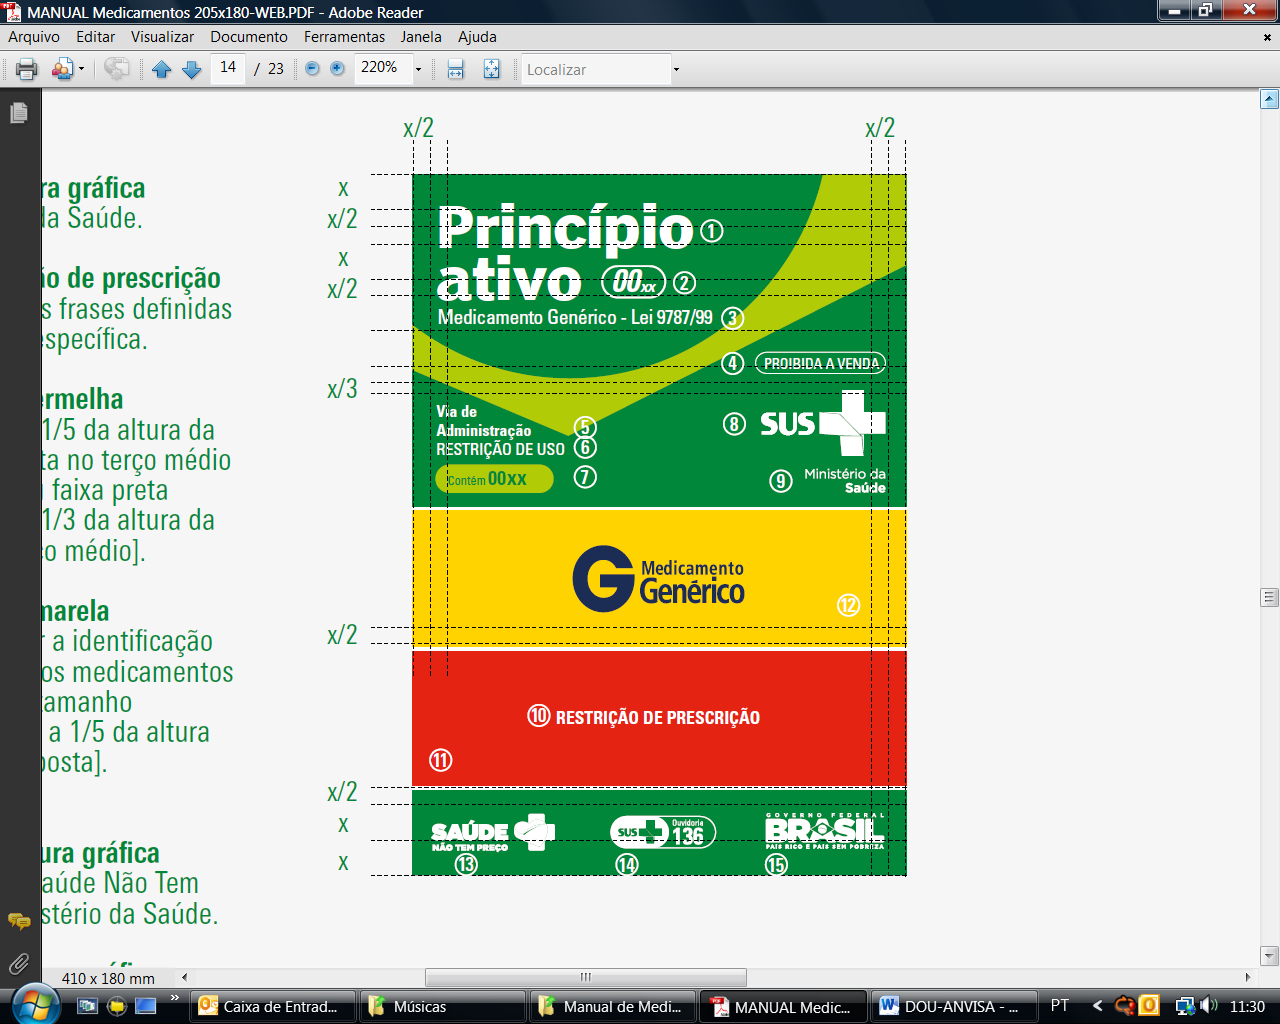 MANUAL Medicamentos 205x180-WEB.PDF - Adobe Reader
Arquivo Editar Visualizar Documento Ferramentas Janela Ajuda
14 / 23 220% Localizar
x/2 x/2
ra gráfica
da Saúde.
ão de prescrição
s frases definidas
específica.
ermelha
1/5 da altura da
ta no terço médio
faixa preta
1/3 da altura da
ço médio].
marela
r a identificação
os medicamentos
tamanho
a 1/5 da altura
posta].
ura gráfica
aúde Não Tem
stério da Saúde.
x
x/2
x
x/2
x/3
x/2
x/2
x
x
Princípio 1
ativo 00xx 2
Medicamento Genérico - Lei 9787/99 3
4 PROIBIDA A VENDA
Via de
Administração 5
RESTRIÇÃO DE USO 6
Contém 00xx 7
8 SUS
9 Ministério da
Saúde
G Medicamento
Genérico
12
10 RESTRIÇÃO DE PRESCRIÇÃO
11
SAÚDE
NÃO TEM PREÇO
13
SUS Ouvidoria
136
14
GOVERNO FEDERAL
BRASIL
PAÍS RICO É PAÍS SEM POBREZA
15
410 x 180 mm
Caixa de Entrad... Músicas Manual de Medi... MANUAL Medic... DOU-ANVISA - ... PT 11:30